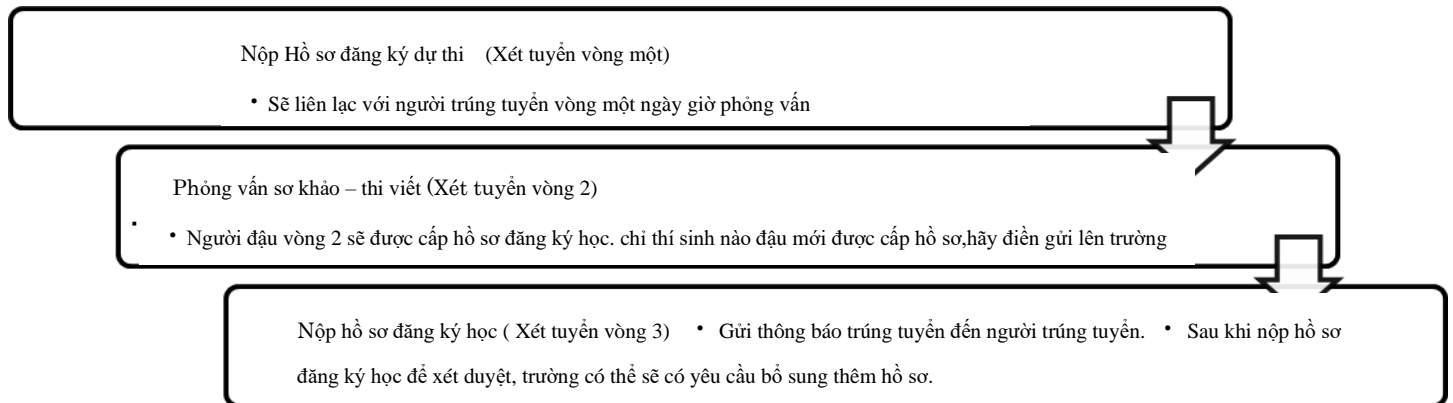 Nộp Hồ sơ đăng ký dự thi (Xét tuyển vòng một)
• Sẽ liên lạc với người trúng tuyển vòng một ngày giờ phỏng vấn
Phỏng vấn sơ khảo – thi viết (Xét tuyển vòng 2)
• Người đậu vòng 2 sẽ được cấp hồ sơ đăng ký học. chỉ thí sinh nào đậu mới được cấp hồ sơ,hãy điền gửi lên trường
Nộp hồ sơ đăng ký học ( Xét tuyển vòng 3) • Gửi thông báo trúng tuyển đến người trúng tuyển. • Sau khi nộp hồ sơ
đăng ký học để xét duyệt, trường có thể sẽ có yêu cầu bổ sung thêm hồ sơ.